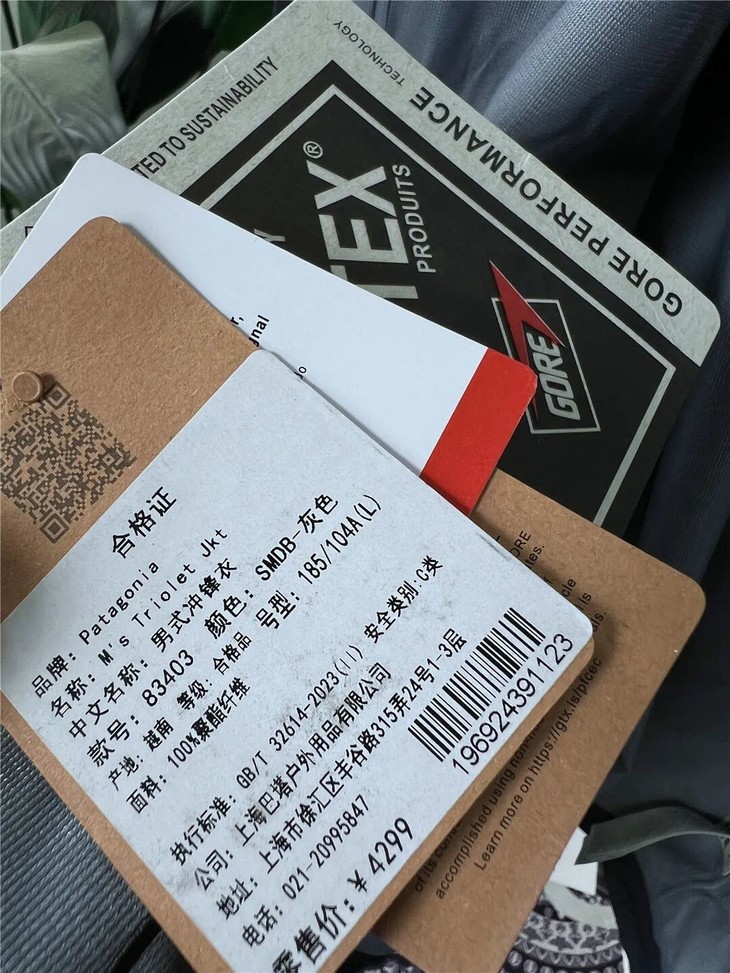 TED TO SUSTAINABILITY
GORE PERFORMANCE
TECHNOLOGY
TEX®
PRODUITS
GORE
合格证
品牌: Patagonia
名称: M's Triolet Jkt
中文名称: 男式冲锋衣
款号: 83403 颜色: SMDB-灰色
产地: 越南 等级: 合格品 号型: 185/104A(L)
面料: 100%聚酯纤维
执行标准: GB/T 32614-2023(II) 安全类别:C类
公司: 上海巴塔户外用品有限公司
地址: 上海市徐汇区丰谷路315弄24号1-3层
电话: 021-20995847
零售价: ¥ 4299
196924391123
accomplished using non-
Learn more on https://gtx.is/pfcec